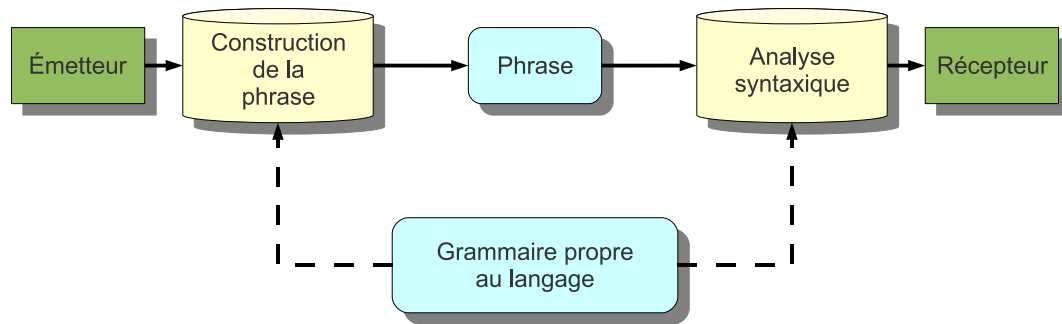 Émetteur
Construction
de la
phrase
Phrase
Analyse
syntaxique
Récepteur
Grammaire propre
au langage